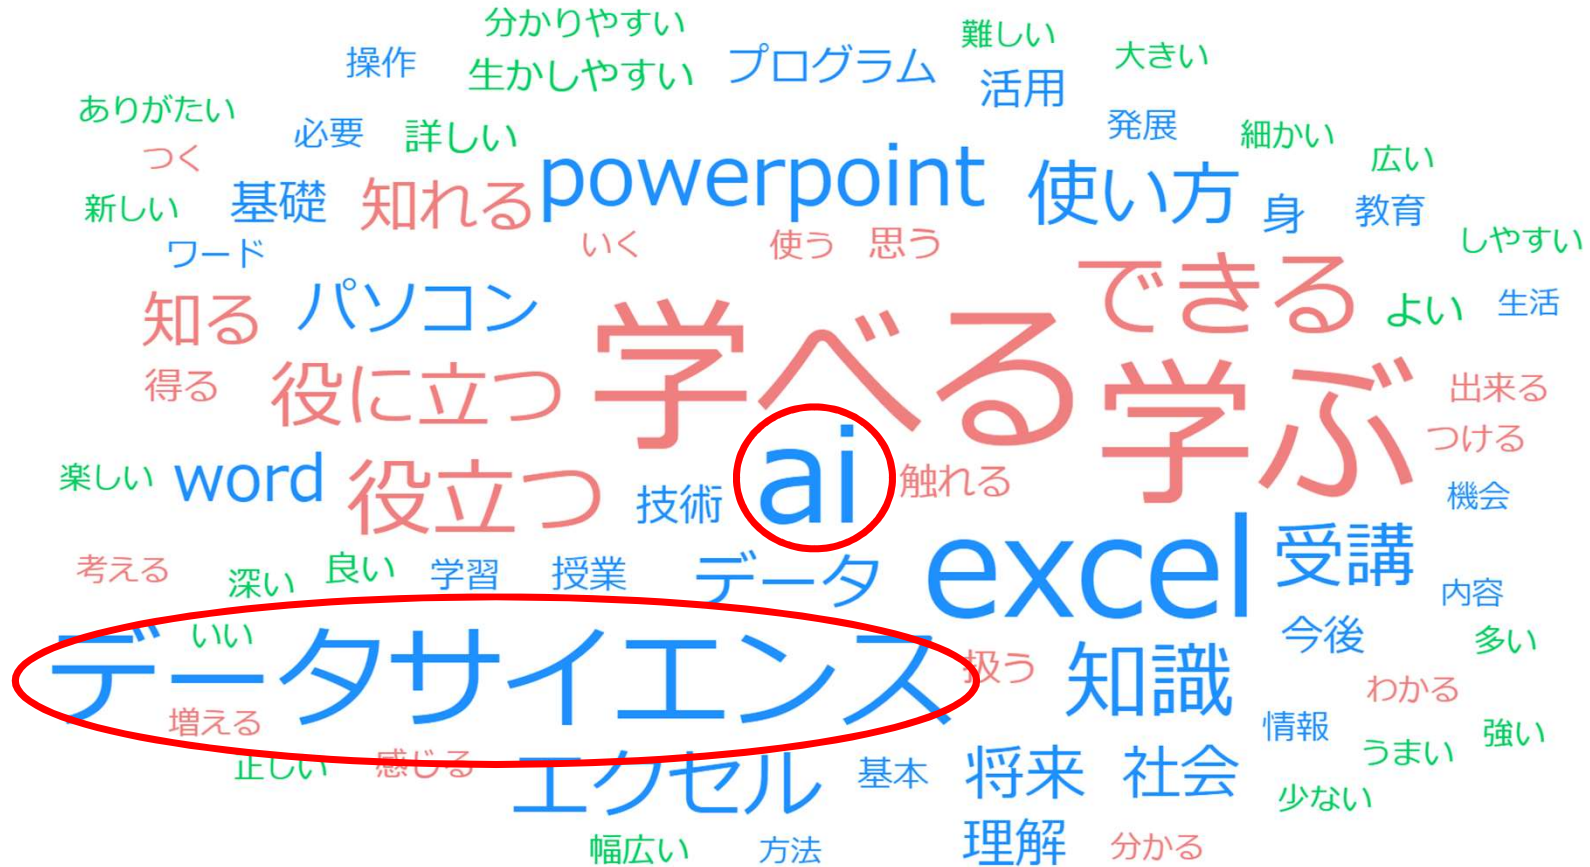 分かりやすい
難しい
操作
生かしやすい
プログラム
活用
大きい
ありがたい
必要
詳しい
発展
細かい
つく
powerpoint
使い方
広い
新しい
基礎
知れる
身
教育
ワード
いく
使う
思う
しやすい
知る
パソコン
学べる
できる
よい
生活
得る
役に立つ
学ぶ
出来る
つける
楽しい
word
役立つ
技術
ai
触れる
機会
考える
深い
良い
学習
授業
データ
excel
受講
内容
いい
データサイエンス
扱う
知識
今後
多い
増える
わかる
情報
うまい
強い
正しい
感じる
エクセル
基本
将来
社会
少ない
幅広い
方法
理解
分かる